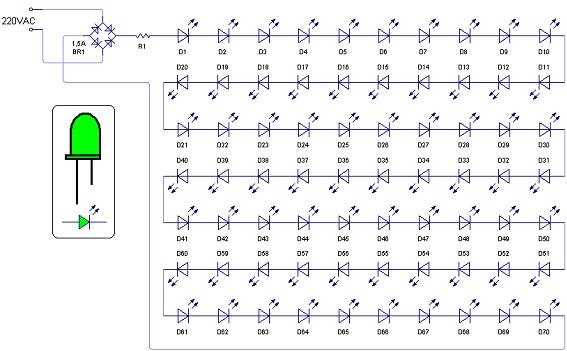 220VAC
1,5A
BR1
R1
D1 D2 D3 D4 D5 D6 D7 D8 D9 D10
D20 D19 D18 D17 D16 D15 D14 D13 D12 D11
D21 D22 D23 D24 D25 D26 D27 D28 D29 D30
D40 D39 D38 D37 D36 D35 D34 D33 D32 D31
D41 D42 D43 D44 D45 D46 D47 D48 D49 D50
D60 D59 D58 D57 D56 D55 D54 D53 D52 D51
D61 D62 D63 D64 D65 D66 D67 D68 D69 D70